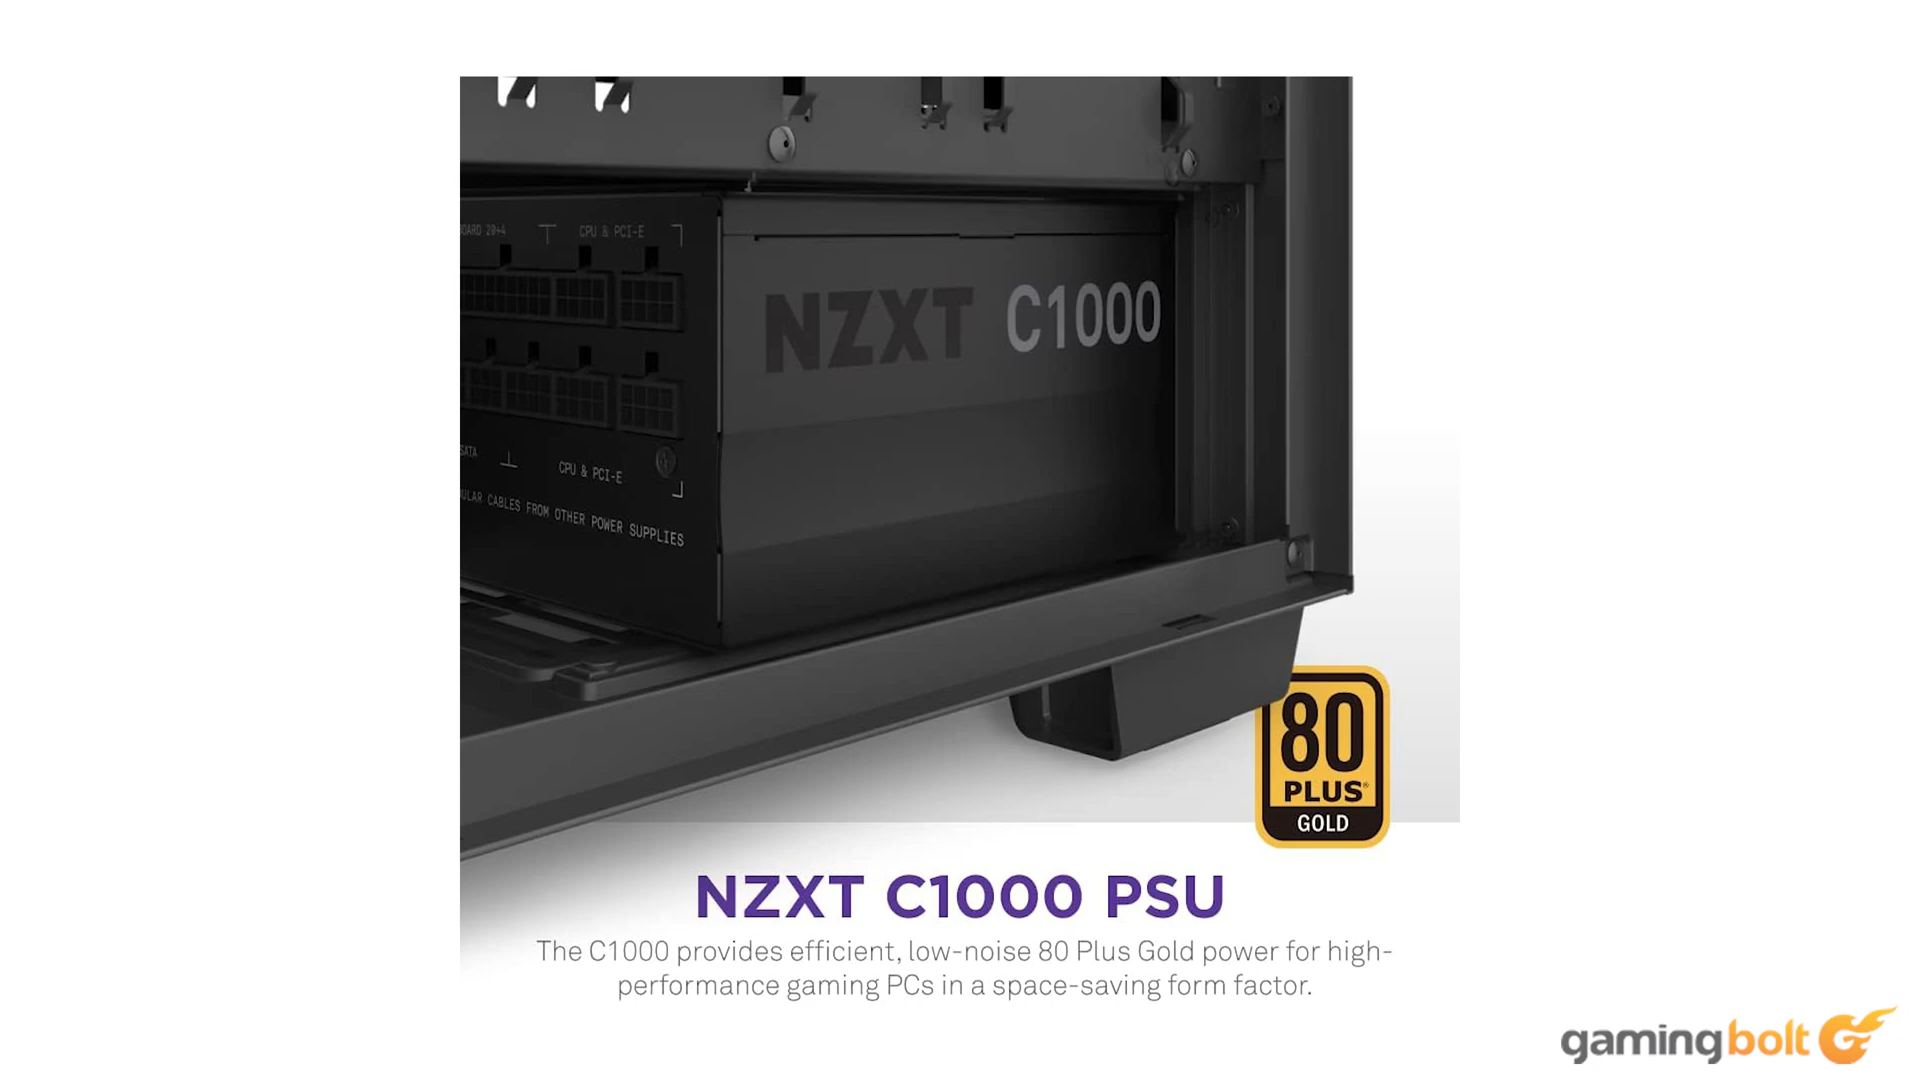 OARD 20+4
CPU & PCI-E
NZXT C1000
SATA
CPU & PCI-E
ULAR CABLES FROM OTHER POWER SUPPLIES
80
PLUS®
GOLD
NZXT C1000 PSU
The C1000 provides efficient, low-noise 80 Plus Gold power for high-
performance gaming PCs in a space-saving form factor.
gamingbolt